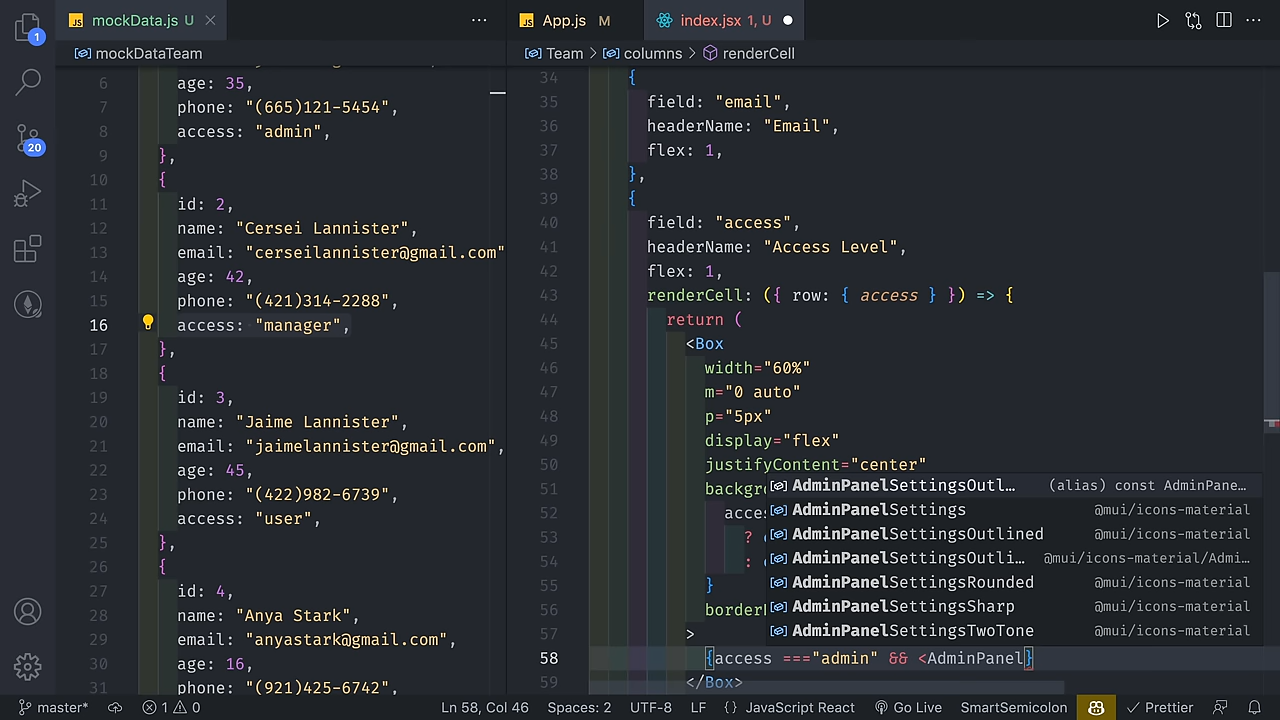 1
20
JS mockData.js U
mockDataTeam
6 age: 35,
7 phone: "(665)121-5454",
8 access: "admin",
9 },
10 {
11 id: 2,
12 name: "Cersei Lannister",
13 email: "cerseilannister@gmail.com"
14 age: 42,
15 phone: "(421)314-2288",
16 access: "manager",
17 },
18 {
19 id: 3,
20 name: "Jaime Lannister",
21 email: "jaimelannister@gmail.com",
22 age: 45,
23 phone: "(422)982-6739",
24 access: "user",
25 },
26 {
27 id: 4,
28 name: "Anya Stark",
29 email: "anyastark@gmail.com",
30 age: 16,
31 phone: "(921)425-6742",
JS App.js M
index.jsx 1, U
Team > columns > renderCell
34 {
35 field: "email",
36 headerName: "Email",
37 flex: 1,
38 },
39 {
40 field: "access",
41 headerName: "Access Level",
42 flex: 1,
43 renderCell: ({ row: { access } }) => {
44 return (
45 <Box
46 width="60%"
47 m="0 auto"
48 p="5px"
49 display="flex"
50 justifyContent="center"
51 backgr
52 acce
53 ?
54 :
55 }
56 border
57 >
58 {access ==="admin" && <AdminPanel}
59 </Box>
AdminPanelSettingsOutl… (alias) const AdminPane…
AdminPanelSettings @mui/icons-material
AdminPanelSettingsOutlined @mui/icons-material
AdminPanelSettingsOutli… @mui/icons-material/Admi…
AdminPanelSettingsRounded @mui/icons-material
AdminPanelSettingsSharp @mui/icons-material
AdminPanelSettingsTwoTone @mui/icons-material
master* 1 0 Ln 58, Col 46 Spaces: 2 UTF-8 LF {} JavaScript React Go Live SmartSemicolon Prettier